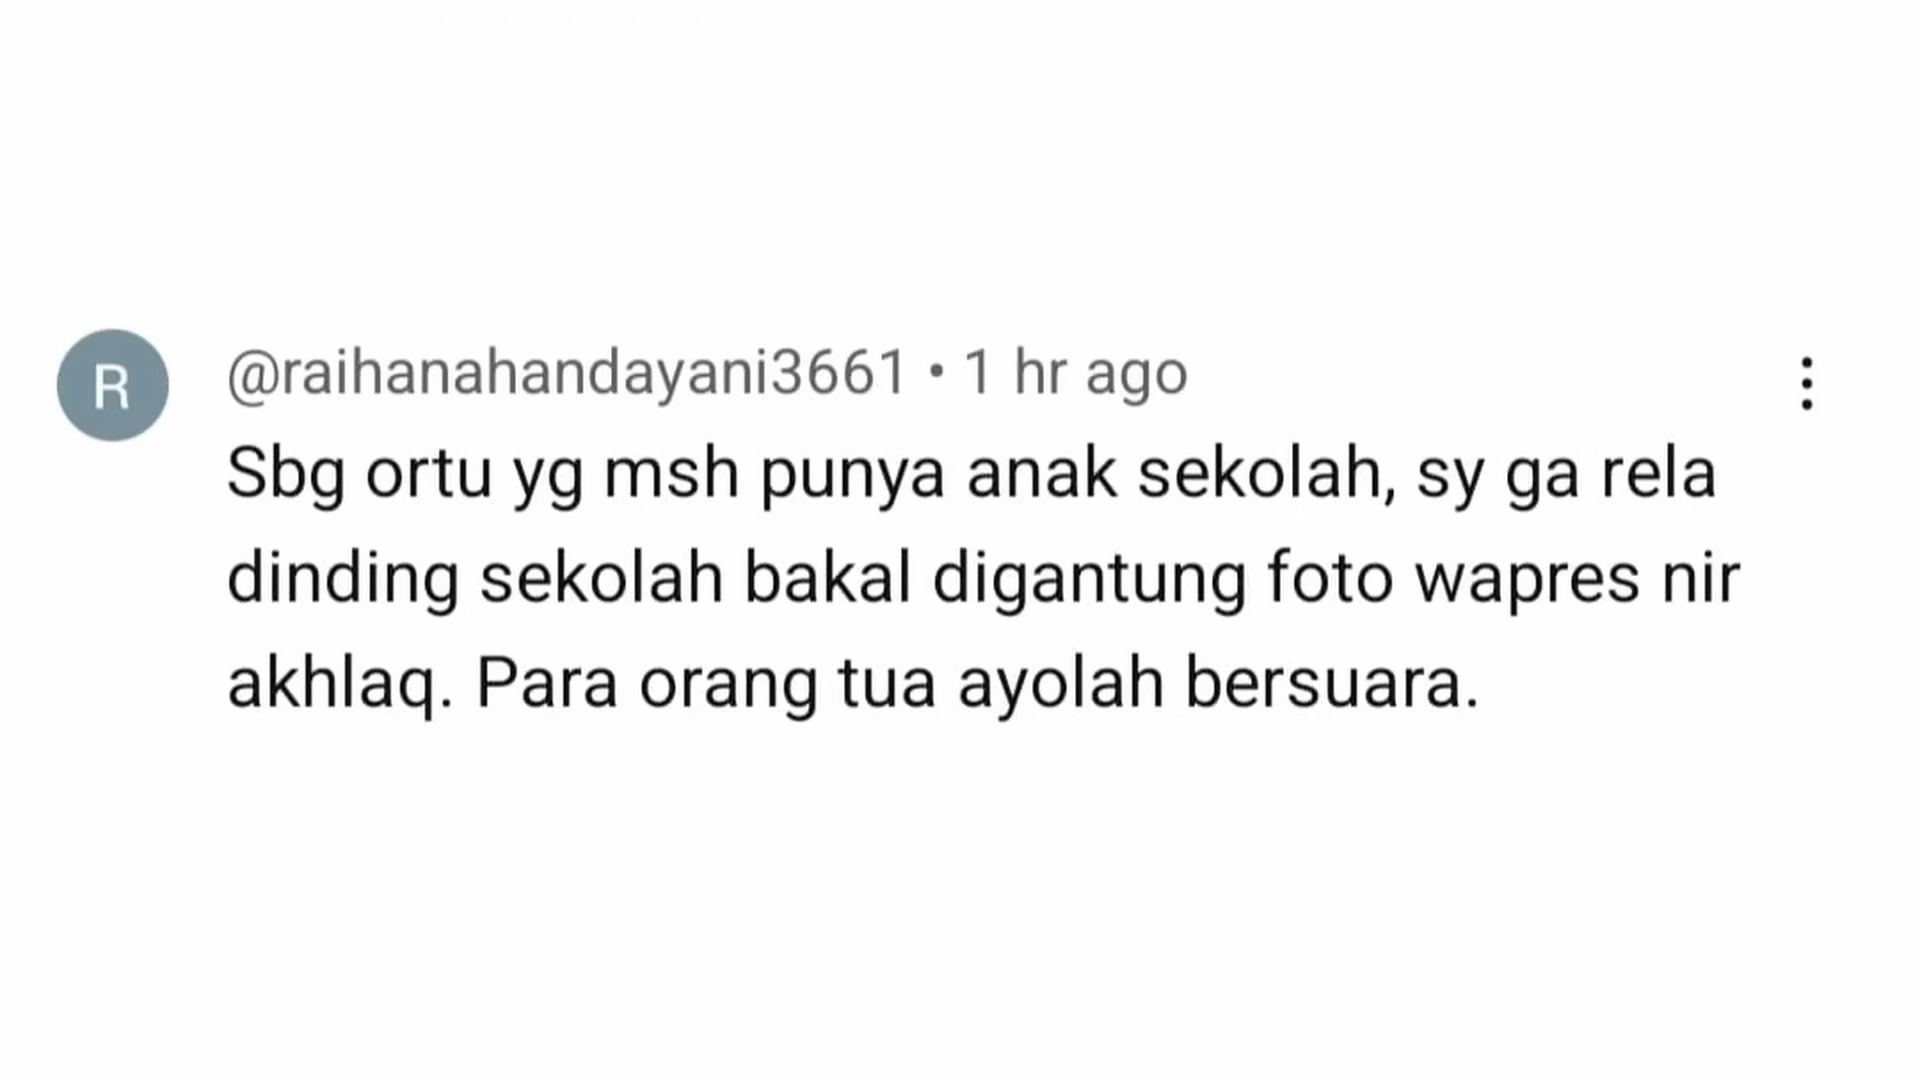 R
@raihanahandayani3661 • 1 hr ago
Sbg ortu yg msh punya anak sekolah, sy ga rela
dinding sekolah bakal digantung foto wapres nir
akhlaq. Para orang tua ayolah bersuara.